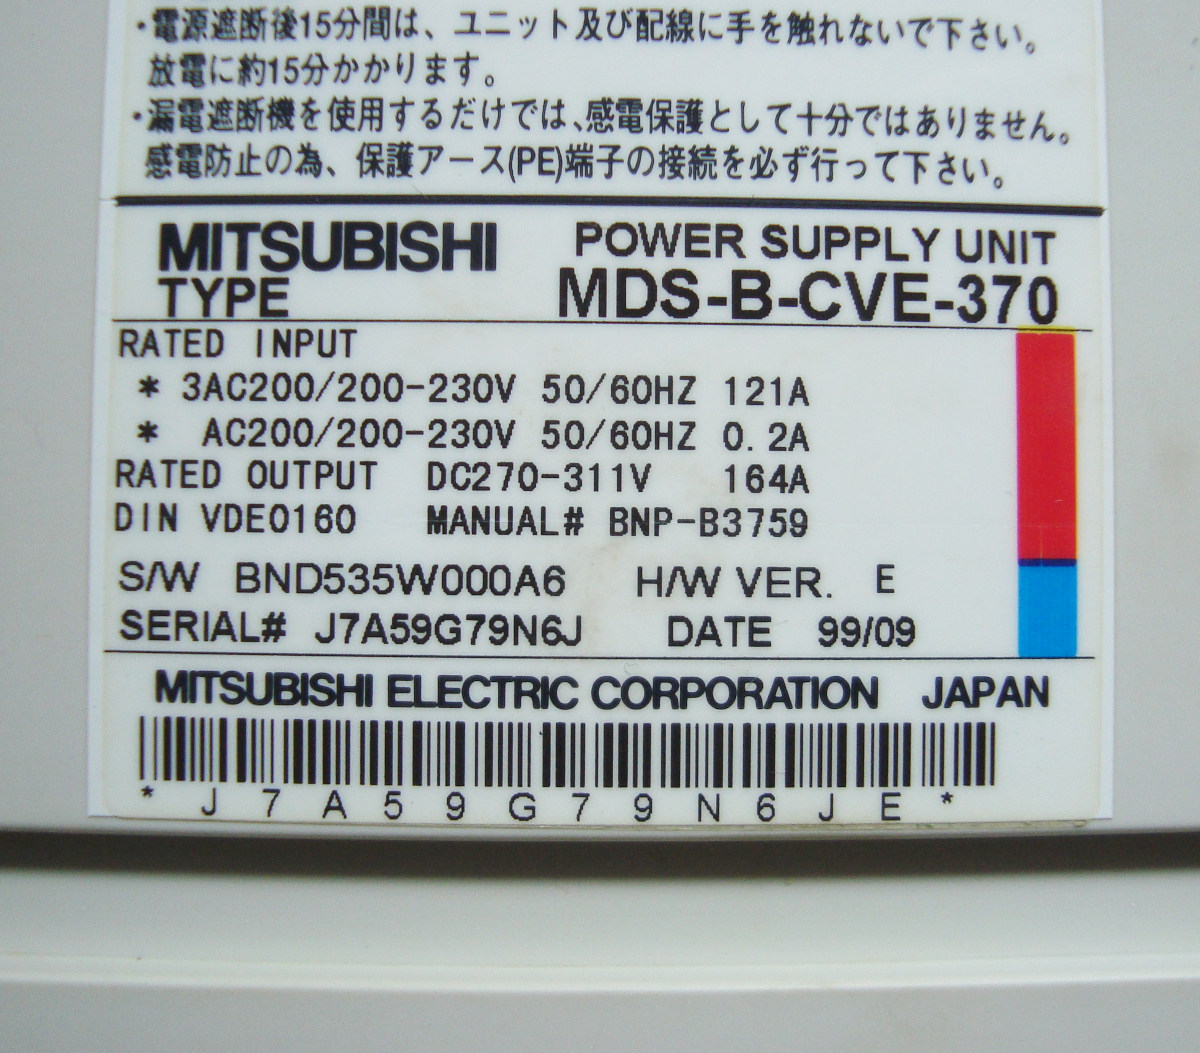 ・電源遮断後15分間は、ユニット及び配線に手を触れないで下さい。
放電に約15分かかります。
・漏電遮断機を使用するだけでは、感電保護として十分ではありません。
感電防止の為、保護アース(PE)端子の接続を必ず行って下さい。
MITSUBISHI POWER SUPPLY UNIT
TYPE MDS-B-CVE-370
RATED INPUT
* 3AC200/200-230V 50/60HZ 121A
* AC200/200-230V 50/60HZ 0.2A
RATED OUTPUT DC270-311V 164A
DIN VDE0160 MANUAL# BNP-B3759
S/W BND535W000A6 H/W VER. E
SERIAL# J7A59G79N6J DATE 99/09
MITSUBISHI ELECTRIC CORPORATION JAPAN
* J 7 A 5 9 G 7 9 N 6 J E *